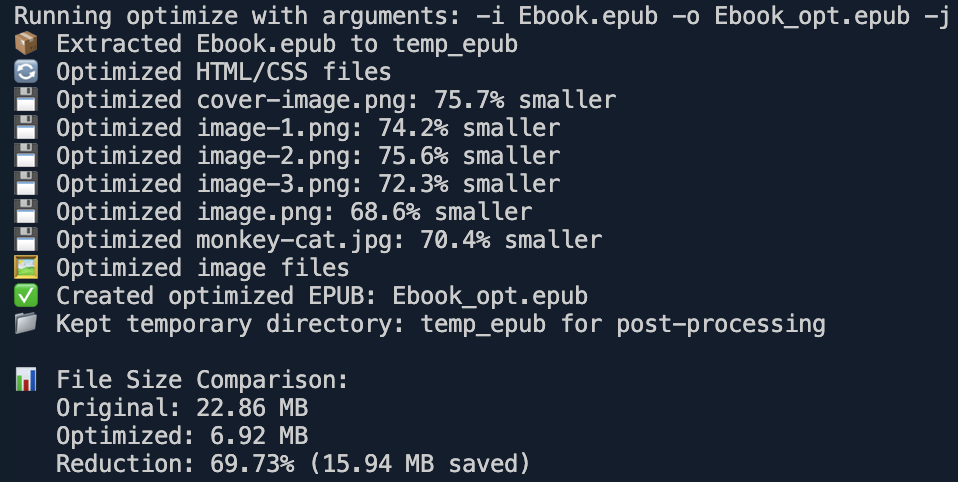 Running optimize with arguments: -i Ebook.epub -o Ebook_opt.epub -j
📦 Extracted Ebook.epub to temp_epub
🔄 Optimized HTML/CSS files
💾 Optimized cover-image.png: 75.7% smaller
💾 Optimized image-1.png: 74.2% smaller
💾 Optimized image-2.png: 75.6% smaller
💾 Optimized image-3.png: 72.3% smaller
💾 Optimized image.png: 68.6% smaller
💾 Optimized monkey-cat.jpg: 70.4% smaller
🖼️ Optimized image files
✅ Created optimized EPUB: Ebook_opt.epub
📁 Kept temporary directory: temp_epub for post-processing
📊 File Size Comparison:
Original: 22.86 MB
Optimized: 6.92 MB
Reduction: 69.73% (15.94 MB saved)